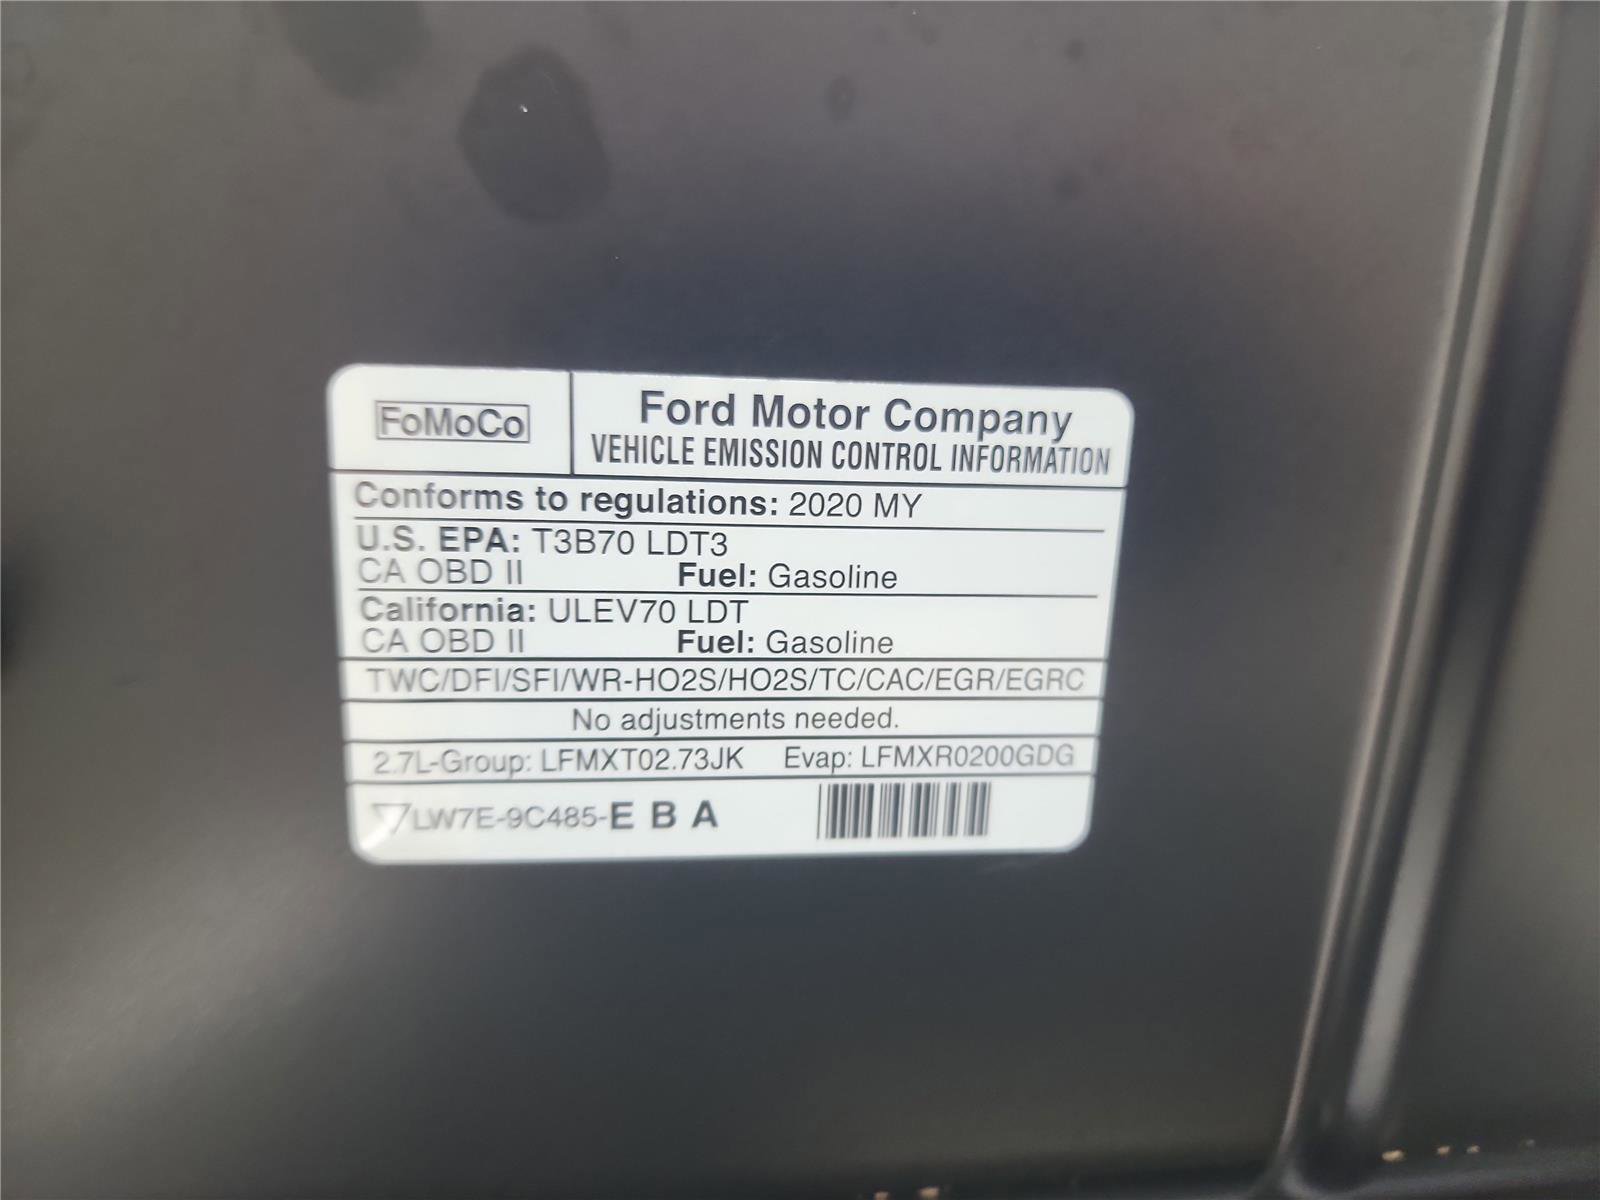 FoMoCo
Ford Motor Company
VEHICLE EMISSION CONTROL INFORMATION
Conforms to regulations: 2020 MY
U.S. EPA: T3B70 LDT3
CA OBD II Fuel: Gasoline
California: ULEV70 LDT
CA OBD II Fuel: Gasoline
TWC/DFI/SFI/WR-HO2S/HO2S/TC/CAC/EGR/EGRC
No adjustments needed.
2.7L-Group: LFMXT02.73JK Evap: LFMXR0200GDG
LW7E-9C485-E B A